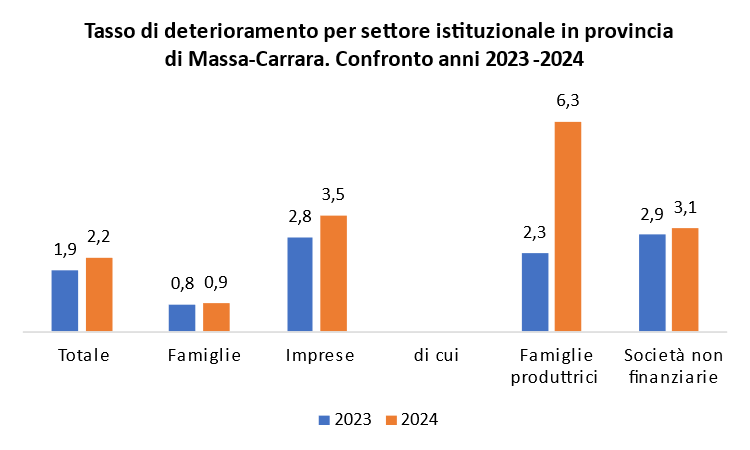 Tasso di deterioramento per settore istituzionale in provincia
di Massa-Carrara. Confronto anni 2023 -2024
6,3
3,5
2,8
2,9
3,1
2,3
1,9
2,2
0,8
0,9
Totale
Famiglie
Imprese
di cui
Famiglie
produttrici
Società non
finanziarie
2023
2024